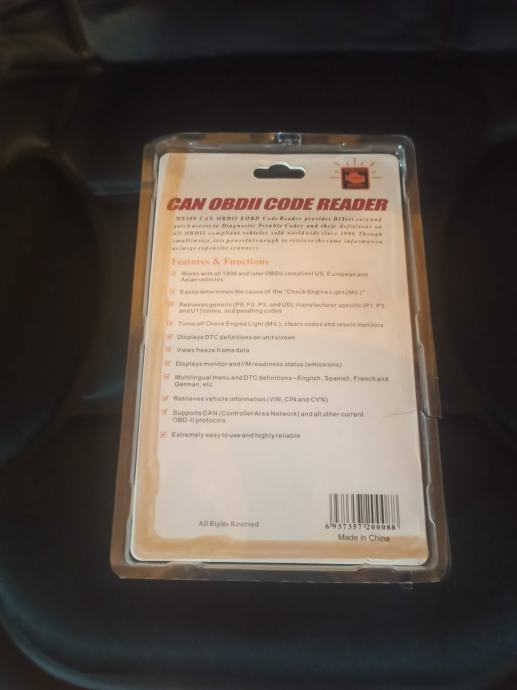 CAN OBDII CODE READER
MS309 CAN OBDII EOBD Code Reader provides DIYers easy and
quick access to Diagnostic Trouble Codes and their definitions on
all OBDII compliant vehicles sold worldwide since 1996. Though
small in size, it is powerful enough to retrieve the same information
as large expensive scanners.
Features & Functions
Works with all 1996 and later OBDII compliant US, European and
Asian vehicles
Easily determines the cause of the "Check Engine Light (MIL)"
Retrieves generic (P0, P2, P3, and U0), manufacturer specific (P1, P3,
and U1) codes, and pending codes
Turns off Check Engine Light (MIL), clears codes and resets monitors
Displays DTC definitions on unit screen
Views freeze frame data
Displays monitor and I/M readiness status (emissions)
Multilingual menu and DTC definitions--English, Spanish, French and
German, etc
Retrieves vehicle information (VIN, CIN and CVN)
Supports CAN (Controller Area Network) and all other current
OBD-II protocols
Extremely easy to use and highly reliable
All Rights Reserved
6 937357 200088
Made in China